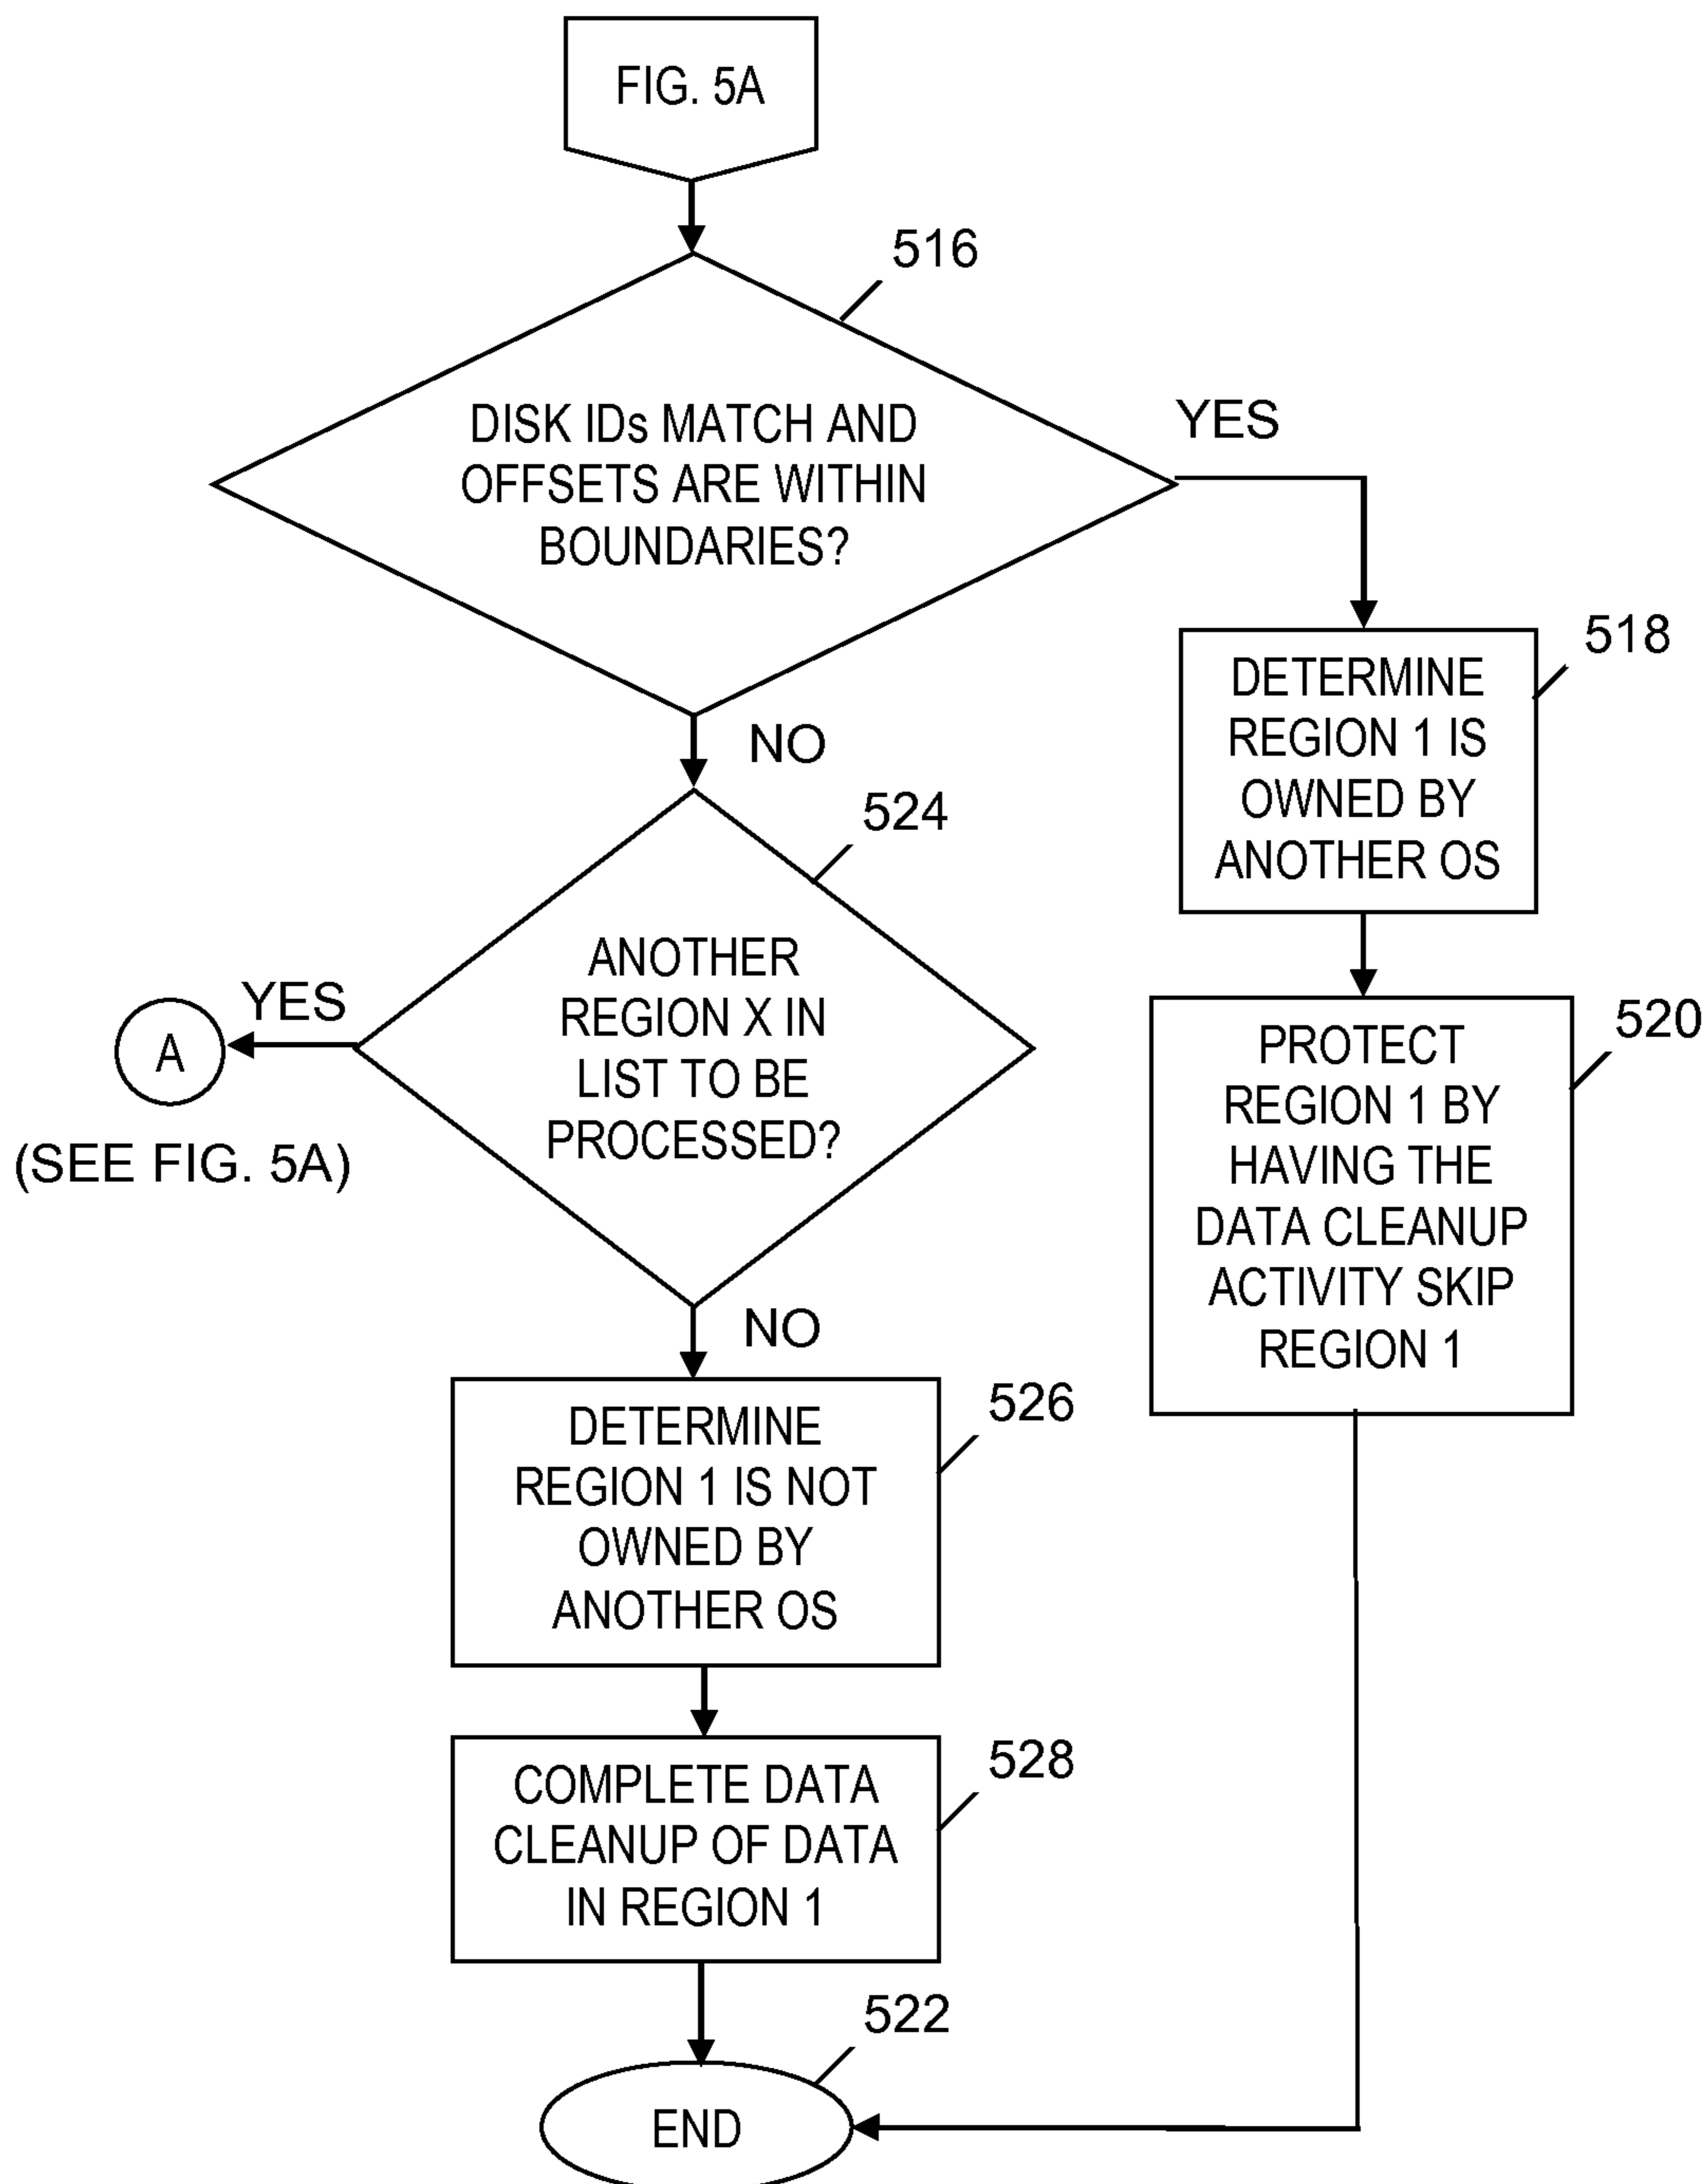 FIG. 5A
516
DISK IDs MATCH AND
OFFSETS ARE WITHIN
BOUNDARIES?
YES
NO
518
DETERMINE
REGION 1 IS
OWNED BY
ANOTHER OS
524
ANOTHER
REGION X IN
LIST TO BE
PROCESSED?
YES
A
(SEE FIG. 5A)
NO
520
PROTECT
REGION 1 BY
HAVING THE
DATA CLEANUP
ACTIVITY SKIP
REGION 1
526
DETERMINE
REGION 1 IS NOT
OWNED BY
ANOTHER OS
528
COMPLETE DATA
CLEANUP OF DATA
IN REGION 1
522
END